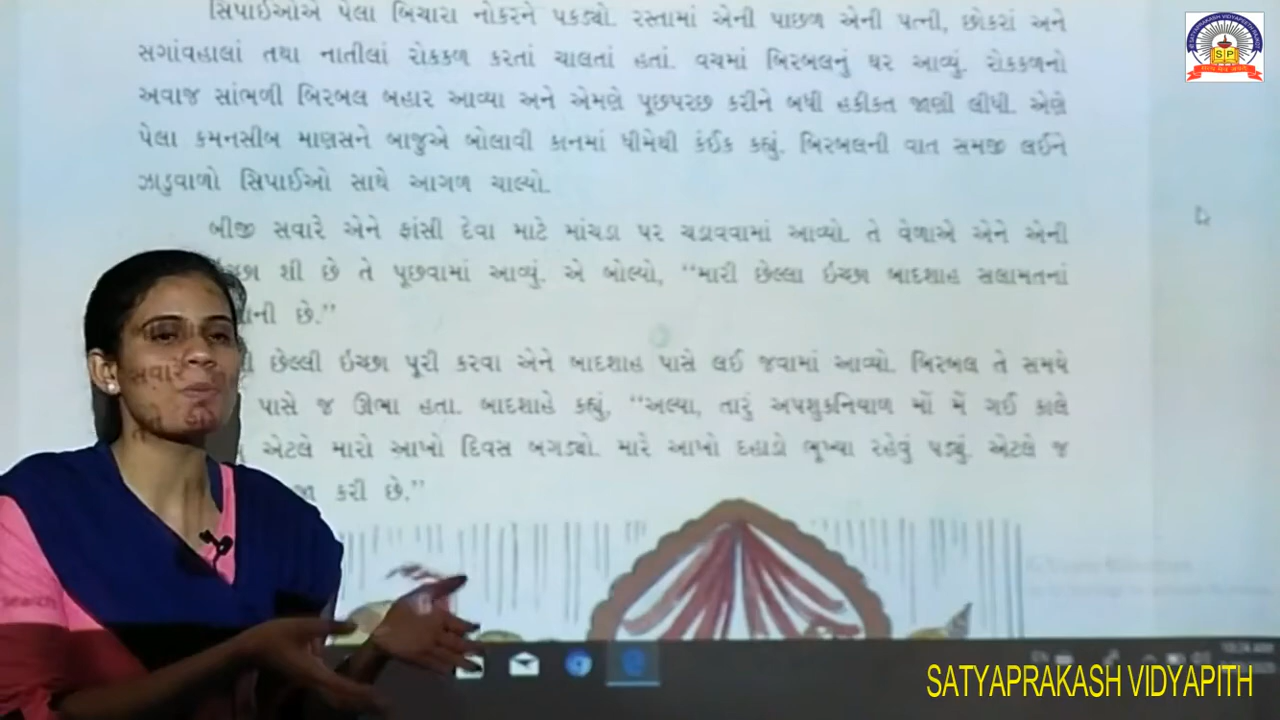 સિપાઈઓએ પેલા બિચારા નોકરને પકડ્યો. રસ્તામાં એની પાછળ એની પત્ની, છોકરાં અને
સગાંવહાલાં તથા નાતીલાં રોકકળ કરતાં ચાલતાં હતાં. વચમાં બિરબલનું ઘર આવ્યું. રોકકળનો
અવાજ સાંભળી બિરબલ બહાર આવ્યા અને એમણે પૂછપરછ કરીને બધી હકીકત જાણી લીધી. એણે
પેલા કમનસીબ માણસને બાજુએ બોલાવી કાનમાં ધીમેથી કંઈક કહ્યું. બિરબલની વાત સમજી લઈને
ઝાડુવાળો સિપાઈઓ સાથે આગળ ચાલ્યો.
બીજી સવારે એને ફાંસી દેવા માટે માંચડા પર ચડાવવામાં આવ્યો. તે વેળાએ એને એની
શી છે તે પૂછવામાં આવ્યું. એ બોલ્યો, “મારી છેલ્લા ઇચ્છા બાદશાહ સલામતનાં
છે.”
છેલ્લી ઇચ્છા પૂરી કરવા એને બાદશાહ પાસે લઈ જવામાં આવ્યો. બિરબલ તે સમયે
પાસે જ ઊભા હતા. બાદશાહે કહ્યું, “અલ્યા, તારું અપશુકનિયાળ મોં મેં ગઈ કાલે
એટલે મારો આખો દિવસ બગડ્યો. મારે આખો દહાડો ભૂખ્યા રહેવું પડ્યું. એટલે જ
કરી છે.”
SATYAPRAKASH VIDYAPITH